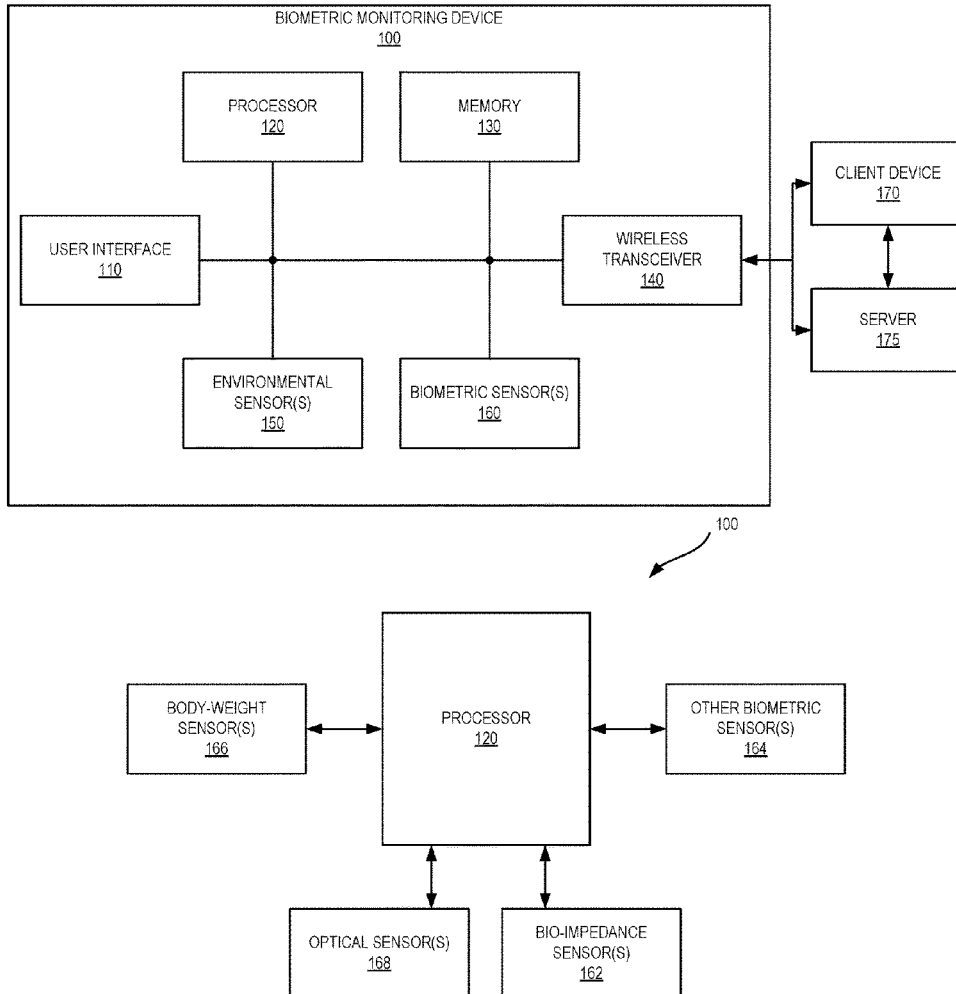 BIOMETRIC MONITORING DEVICE
100
PROCESSOR
120
MEMORY
130
USER INTERFACE
110
WIRELESS
TRANSCEIVER
140
ENVIRONMENTAL
SENSOR(S)
150
BIOMETRIC SENSOR(S)
160
CLIENT DEVICE
170
SERVER
175
100
BODY-WEIGHT
SENSOR(S)
166
PROCESSOR
120
OTHER BIOMETRIC
SENSOR(S)
164
OPTICAL SENSOR(S)
168
BIO-IMPEDANCE
SENSOR(S)
162